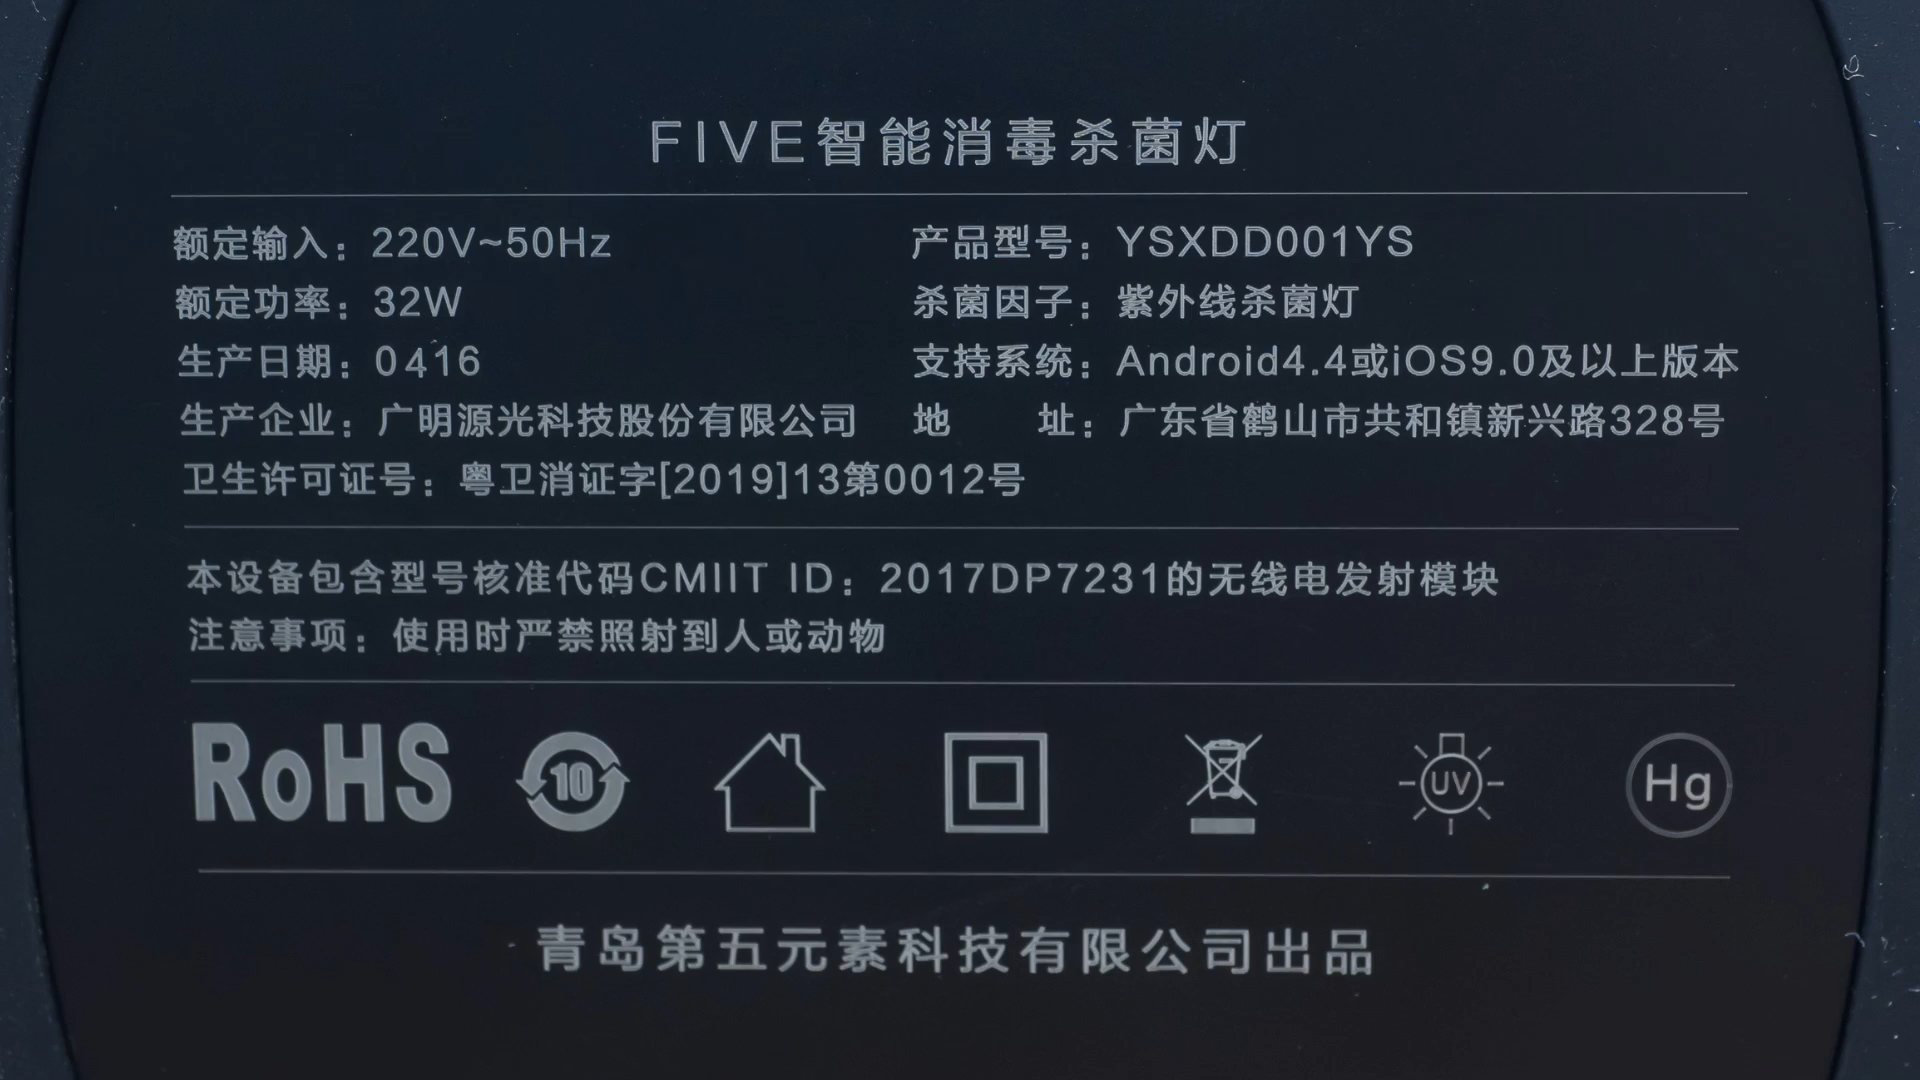 FIVE智能消毒杀菌灯
额定输入：220V~50Hz 产品型号：YSXDD001YS
额定功率：32W 杀菌因子：紫外线杀菌灯
生产日期：0416 支持系统：Android4.4或iOS9.0及以上版本
生产企业：广明源光科技股份有限公司 地 址：广东省鹤山市共和镇新兴路328号
卫生许可证号：粤卫消证字[2019]13第0012号
本设备包含型号核准代码CMIIT ID：2017DP7231的无线电发射模块
注意事项：使用时严禁照射到人或动物
RoHS 10 UV Hg
青岛第五元素科技有限公司出品